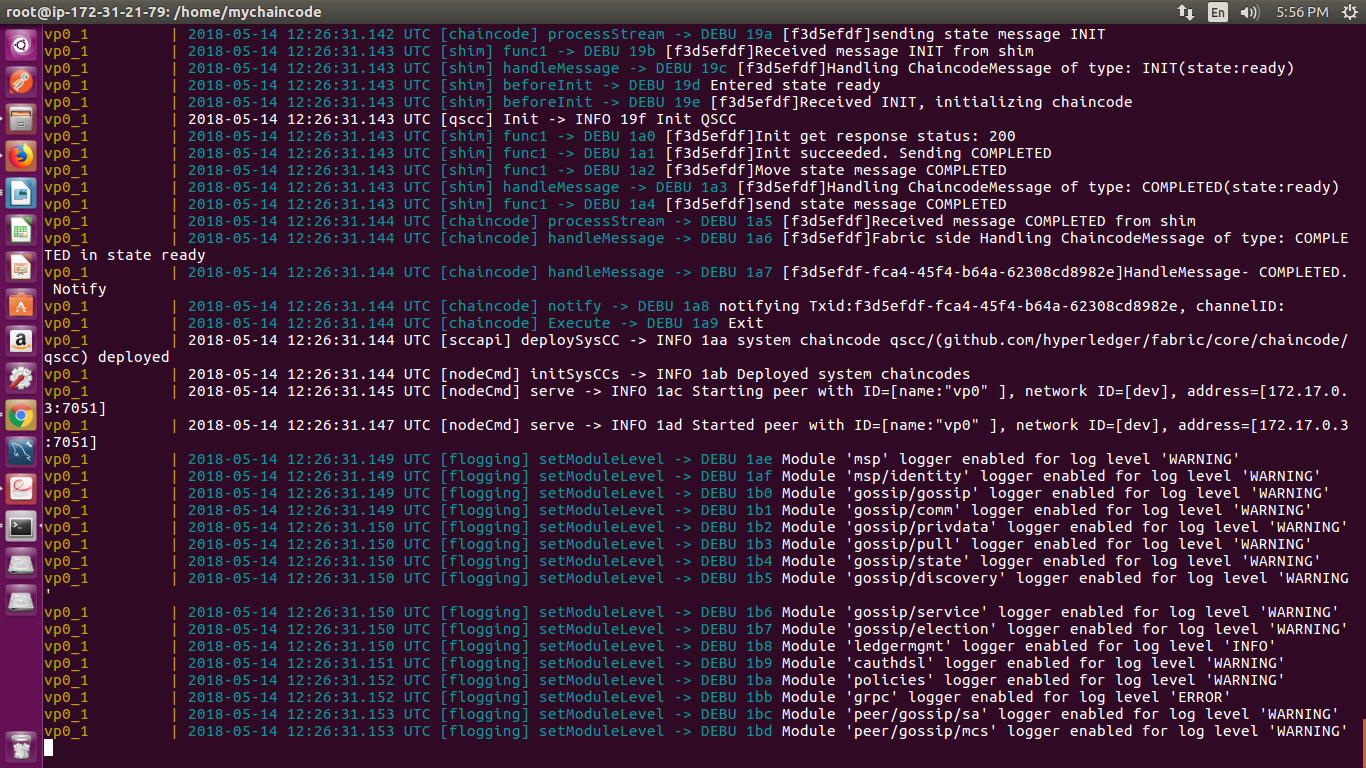 root@ip-172-31-21-79: /home/mychaincode
En
5:56 PM
vp0_1 | 2018-05-14 12:26:31.142 UTC [chaincode] processStream -> DEBU 19a [f3d5efdf]sending state message INIT
vp0_1 | 2018-05-14 12:26:31.143 UTC [shim] func1 -> DEBU 19b [f3d5efdf]Received message INIT from shim
vp0_1 | 2018-05-14 12:26:31.143 UTC [shim] handleMessage -> DEBU 19c [f3d5efdf]Handling ChaincodeMessage of type: INIT(state:ready)
vp0_1 | 2018-05-14 12:26:31.143 UTC [shim] beforeInit -> DEBU 19d Entered state ready
vp0_1 | 2018-05-14 12:26:31.143 UTC [shim] beforeInit -> DEBU 19e [f3d5efdf]Received INIT, initializing chaincode
vp0_1 | 2018-05-14 12:26:31.143 UTC [qscc] Init -> INFO 19f Init QSCC
vp0_1 | 2018-05-14 12:26:31.143 UTC [shim] func1 -> DEBU 1a0 [f3d5efdf]Init get response status: 200
vp0_1 | 2018-05-14 12:26:31.143 UTC [shim] func1 -> DEBU 1a1 [f3d5efdf]Init succeeded. Sending COMPLETED
vp0_1 | 2018-05-14 12:26:31.143 UTC [shim] func1 -> DEBU 1a2 [f3d5efdf]Move state message COMPLETED
vp0_1 | 2018-05-14 12:26:31.143 UTC [shim] handleMessage -> DEBU 1a3 [f3d5efdf]Handling ChaincodeMessage of type: COMPLETED(state:ready)
vp0_1 | 2018-05-14 12:26:31.143 UTC [shim] func1 -> DEBU 1a4 [f3d5efdf]send state message COMPLETED
vp0_1 | 2018-05-14 12:26:31.144 UTC [chaincode] processStream -> DEBU 1a5 [f3d5efdf]Received message COMPLETED from shim
vp0_1 | 2018-05-14 12:26:31.144 UTC [chaincode] handleMessage -> DEBU 1a6 [f3d5efdf]Fabric side Handling ChaincodeMessage of type: COMPLE
TED in state ready
vp0_1 | 2018-05-14 12:26:31.144 UTC [chaincode] handleMessage -> DEBU 1a7 [f3d5efdf-fca4-45f4-b64a-62308cd8982e]HandleMessage- COMPLETED.
Notify
vp0_1 | 2018-05-14 12:26:31.144 UTC [chaincode] notify -> DEBU 1a8 notifying Txid:f3d5efdf-fca4-45f4-b64a-62308cd8982e, channelID:
vp0_1 | 2018-05-14 12:26:31.144 UTC [chaincode] Execute -> DEBU 1a9 Exit
vp0_1 | 2018-05-14 12:26:31.144 UTC [sccapi] deploySysCC -> INFO 1aa system chaincode qscc/(github.com/hyperledger/fabric/core/chaincode/
qscc) deployed
vp0_1 | 2018-05-14 12:26:31.144 UTC [nodeCmd] initSysCCs -> INFO 1ab Deployed system chaincodes
vp0_1 | 2018-05-14 12:26:31.145 UTC [nodeCmd] serve -> INFO 1ac Starting peer with ID=[name:"vp0" ], network ID=[dev], address=[172.17.0.
3:7051]
vp0_1 | 2018-05-14 12:26:31.147 UTC [nodeCmd] serve -> INFO 1ad Started peer with ID=[name:"vp0" ], network ID=[dev], address=[172.17.0.3
:7051]
vp0_1 | 2018-05-14 12:26:31.149 UTC [flogging] setModuleLevel -> DEBU 1ae Module 'msp' logger enabled for log level 'WARNING'
vp0_1 | 2018-05-14 12:26:31.149 UTC [flogging] setModuleLevel -> DEBU 1af Module 'msp/identity' logger enabled for log level 'WARNING'
vp0_1 | 2018-05-14 12:26:31.149 UTC [flogging] setModuleLevel -> DEBU 1b0 Module 'gossip/gossip' logger enabled for log level 'WARNING'
vp0_1 | 2018-05-14 12:26:31.149 UTC [flogging] setModuleLevel -> DEBU 1b1 Module 'gossip/comm' logger enabled for log level 'WARNING'
vp0_1 | 2018-05-14 12:26:31.150 UTC [flogging] setModuleLevel -> DEBU 1b2 Module 'gossip/privdata' logger enabled for log level 'WARNING'
vp0_1 | 2018-05-14 12:26:31.150 UTC [flogging] setModuleLevel -> DEBU 1b3 Module 'gossip/pull' logger enabled for log level 'WARNING'
vp0_1 | 2018-05-14 12:26:31.150 UTC [flogging] setModuleLevel -> DEBU 1b4 Module 'gossip/state' logger enabled for log level 'WARNING'
vp0_1 | 2018-05-14 12:26:31.150 UTC [flogging] setModuleLevel -> DEBU 1b5 Module 'gossip/discovery' logger enabled for log level 'WARNING
'
vp0_1 | 2018-05-14 12:26:31.150 UTC [flogging] setModuleLevel -> DEBU 1b6 Module 'gossip/service' logger enabled for log level 'WARNING'
vp0_1 | 2018-05-14 12:26:31.150 UTC [flogging] setModuleLevel -> DEBU 1b7 Module 'gossip/election' logger enabled for log level 'WARNING'
vp0_1 | 2018-05-14 12:26:31.150 UTC [flogging] setModuleLevel -> DEBU 1b8 Module 'ledgermgmt' logger enabled for log level 'INFO'
vp0_1 | 2018-05-14 12:26:31.151 UTC [flogging] setModuleLevel -> DEBU 1b9 Module 'cauthdsl' logger enabled for log level 'WARNING'
vp0_1 | 2018-05-14 12:26:31.152 UTC [flogging] setModuleLevel -> DEBU 1ba Module 'policies' logger enabled for log level 'WARNING'
vp0_1 | 2018-05-14 12:26:31.152 UTC [flogging] setModuleLevel -> DEBU 1bb Module 'grpc' logger enabled for log level 'ERROR'
vp0_1 | 2018-05-14 12:26:31.153 UTC [flogging] setModuleLevel -> DEBU 1bc Module 'peer/gossip/sa' logger enabled for log level 'WARNING'
vp0_1 | 2018-05-14 12:26:31.153 UTC [flogging] setModuleLevel -> DEBU 1bd Module 'peer/gossip/mcs' logger enabled for log level 'WARNING'